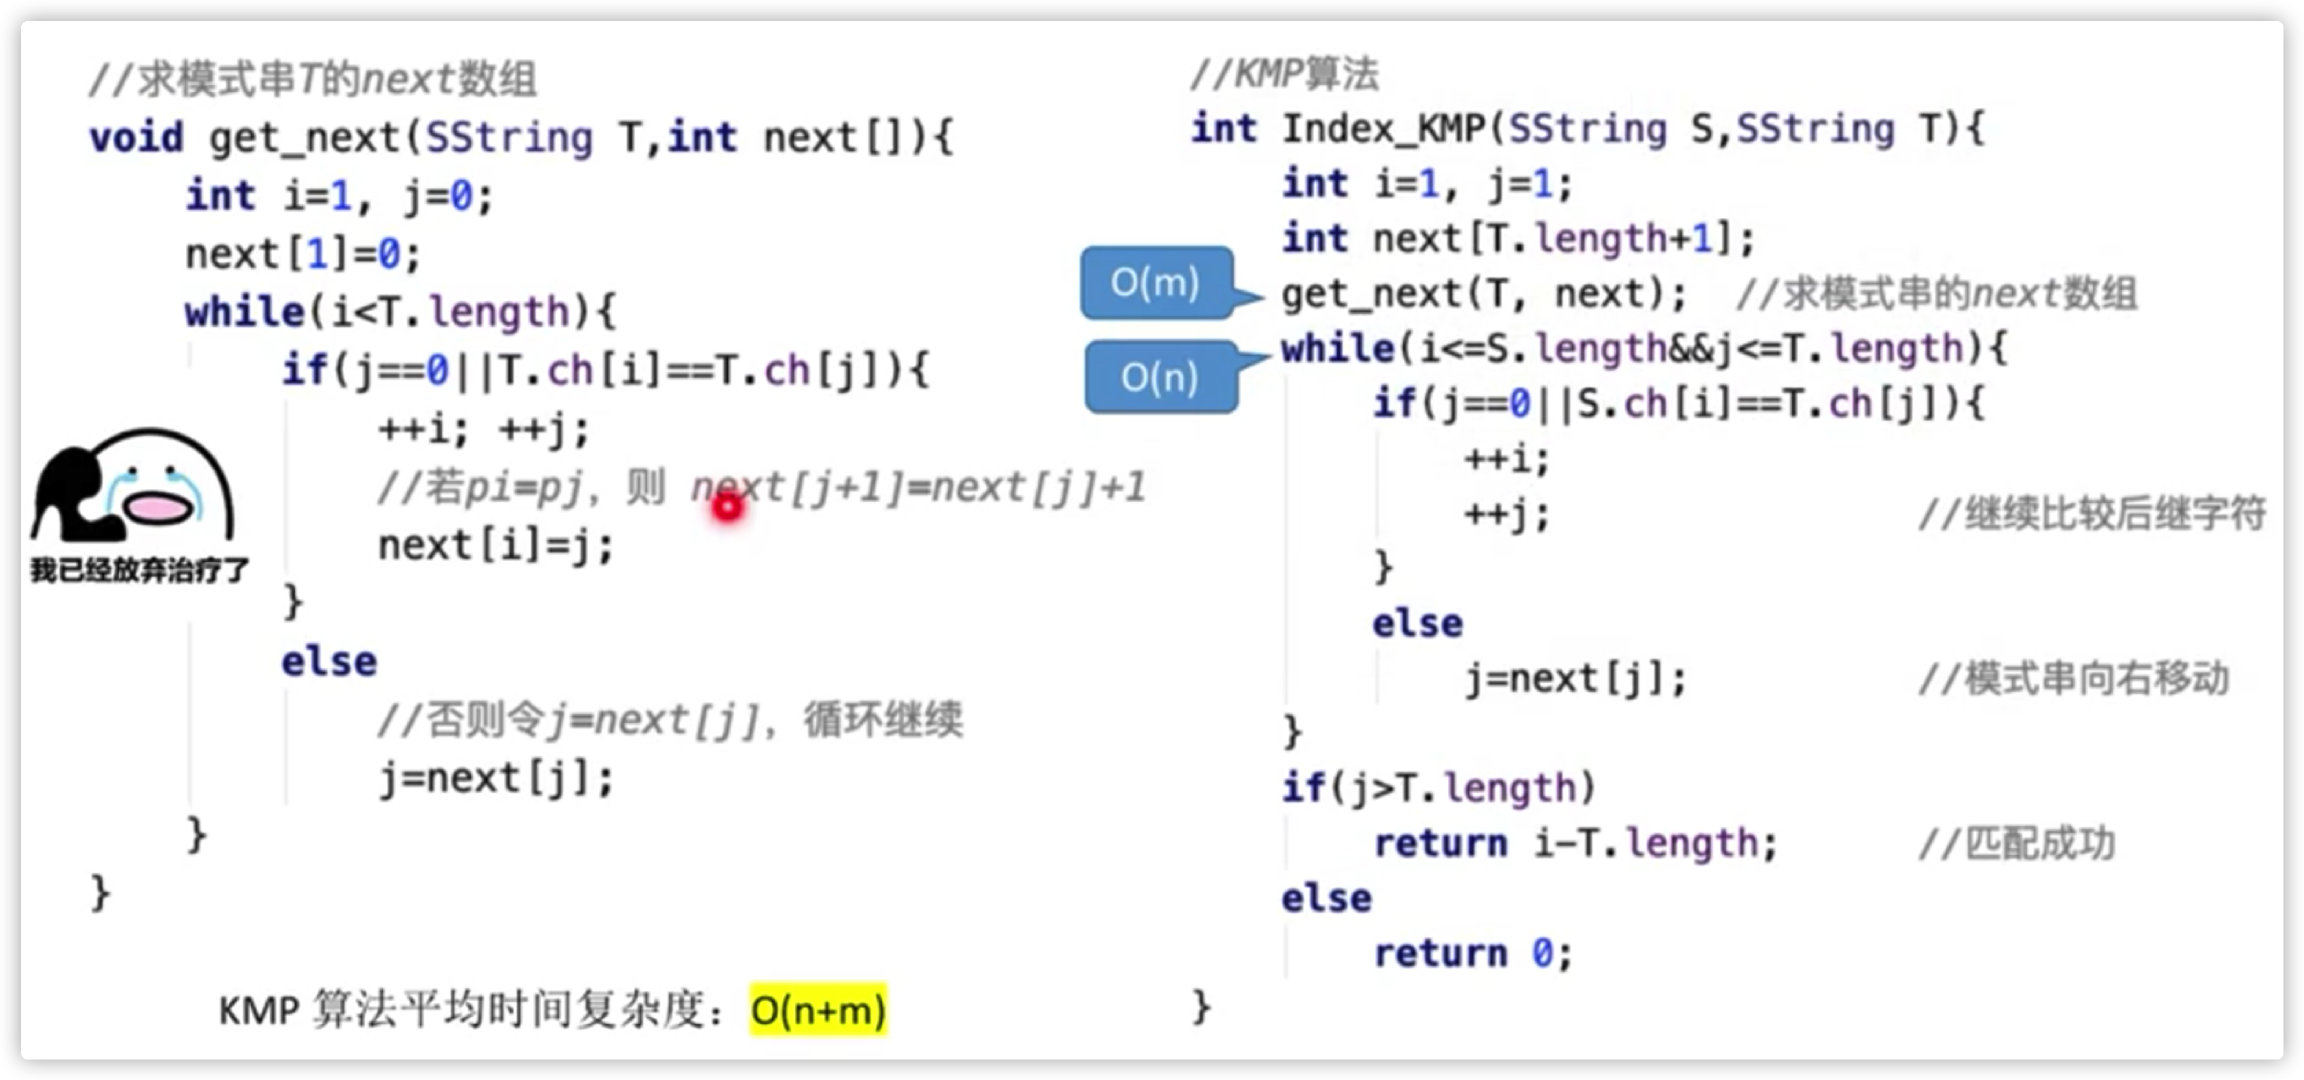 //求模式串T的next数组
void get_next(SString T,int next[]){
int i=1, j=0;
next[1]=0;
while(i<T.length){
if(j==0||T.ch[i]==T.ch[j]){
++i; ++j;
//若pi=pj，则 next[j+1]=next[j]+1
next[i]=j;
}
else
//否则令j=next[j]，循环继续
j=next[j];
}
}
我已经放弃治疗了
KMP 算法平均时间复杂度：O(n+m)
//KMP算法
int Index_KMP(SString S,SString T){
int i=1, j=1;
int next[T.length+1];
O(m)
get_next(T, next); //求模式串的next数组
O(n)
while(i<=S.length&&j<=T.length){
if(j==0||S.ch[i]==T.ch[j]){
++i;
++j; //继续比较后继字符
}
else
j=next[j]; //模式串向右移动
}
if(j>T.length)
return i-T.length; //匹配成功
else
return 0;
}